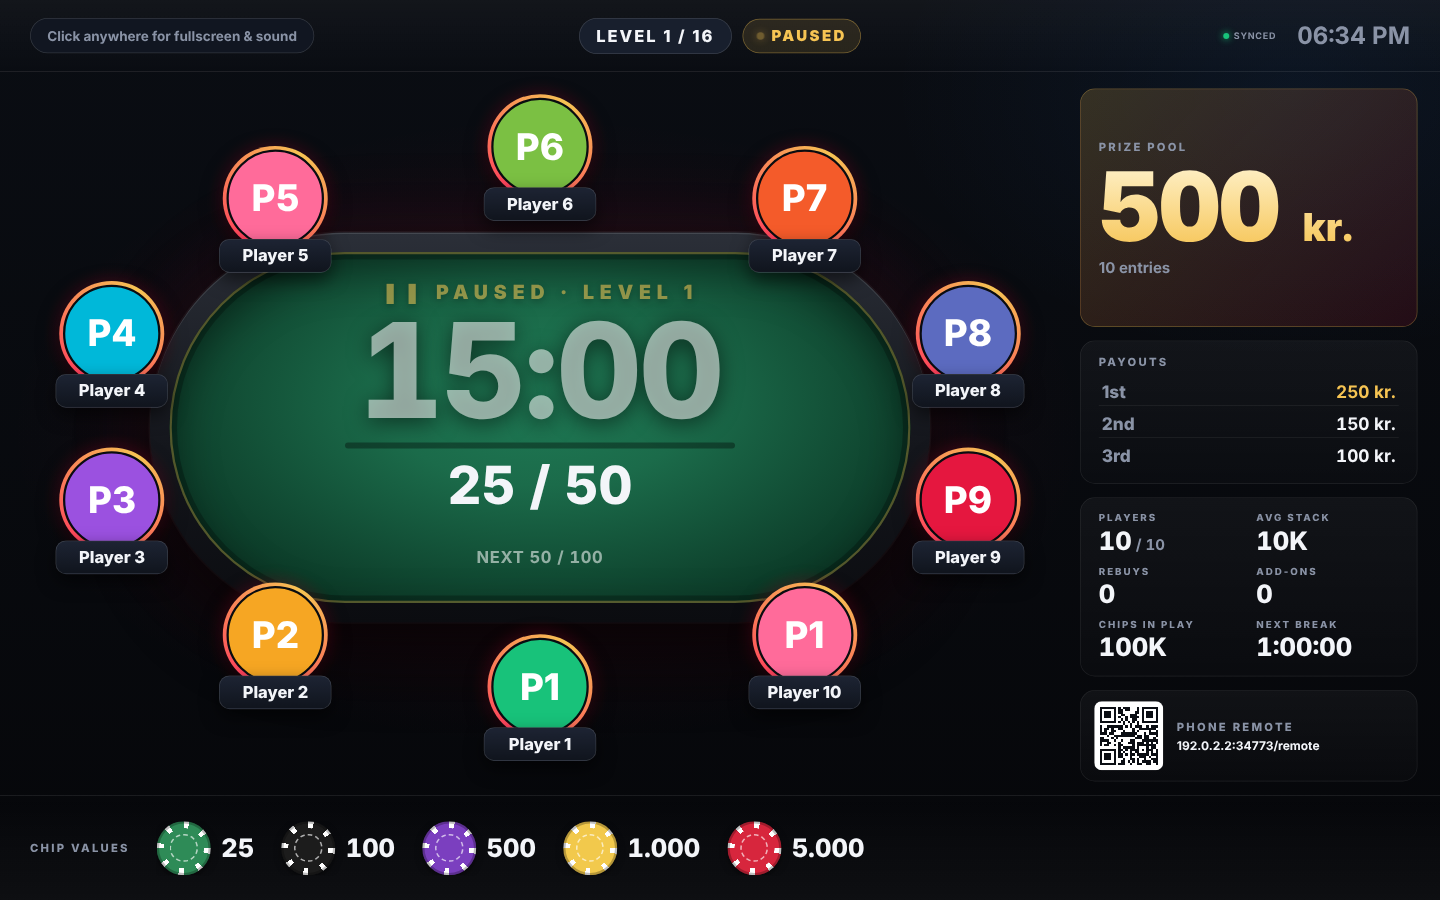 Click anywhere for fullscreen & sound
LEVEL 1 / 16
PAUSED
SYNCED
06:34 PM
P6
Player 6
P5
Player 5
P7
Player 7
P4
Player 4
P8
Player 8
P3
Player 3
P9
Player 9
P2
Player 2
P1
Player 10
P1
Player 1
❚❚ PAUSED · LEVEL 1
15:00
25 / 50
NEXT 50 / 100
PRIZE POOL
500 kr.
10 entries
PAYOUTS
1st 250 kr.
2nd 150 kr.
3rd 100 kr.
PLAYERS
10 / 10
AVG STACK
10K
REBUYS
0
ADD-ONS
0
CHIPS IN PLAY
100K
NEXT BREAK
1:00:00
PHONE REMOTE
192.0.2.2:34773/remote
CHIP VALUES
25
100
500
1.000
5.000